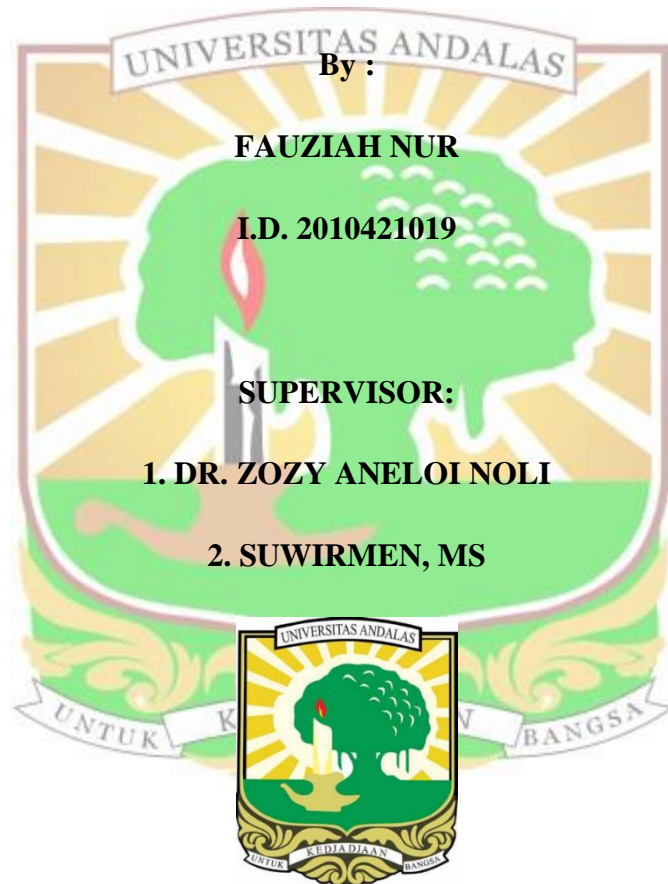 UNIVERSITAS ANDALAS
By :
FAUZIAH NUR
I.D. 2010421019
SUPERVISOR:
1. DR. ZOZY ANELOI NOLI
2. SUWIRMEN, MS
UNIVERSITAS ANDALAS
UNTUK K N BANGSA
UNTUK KEDJADJAAN BANGSA